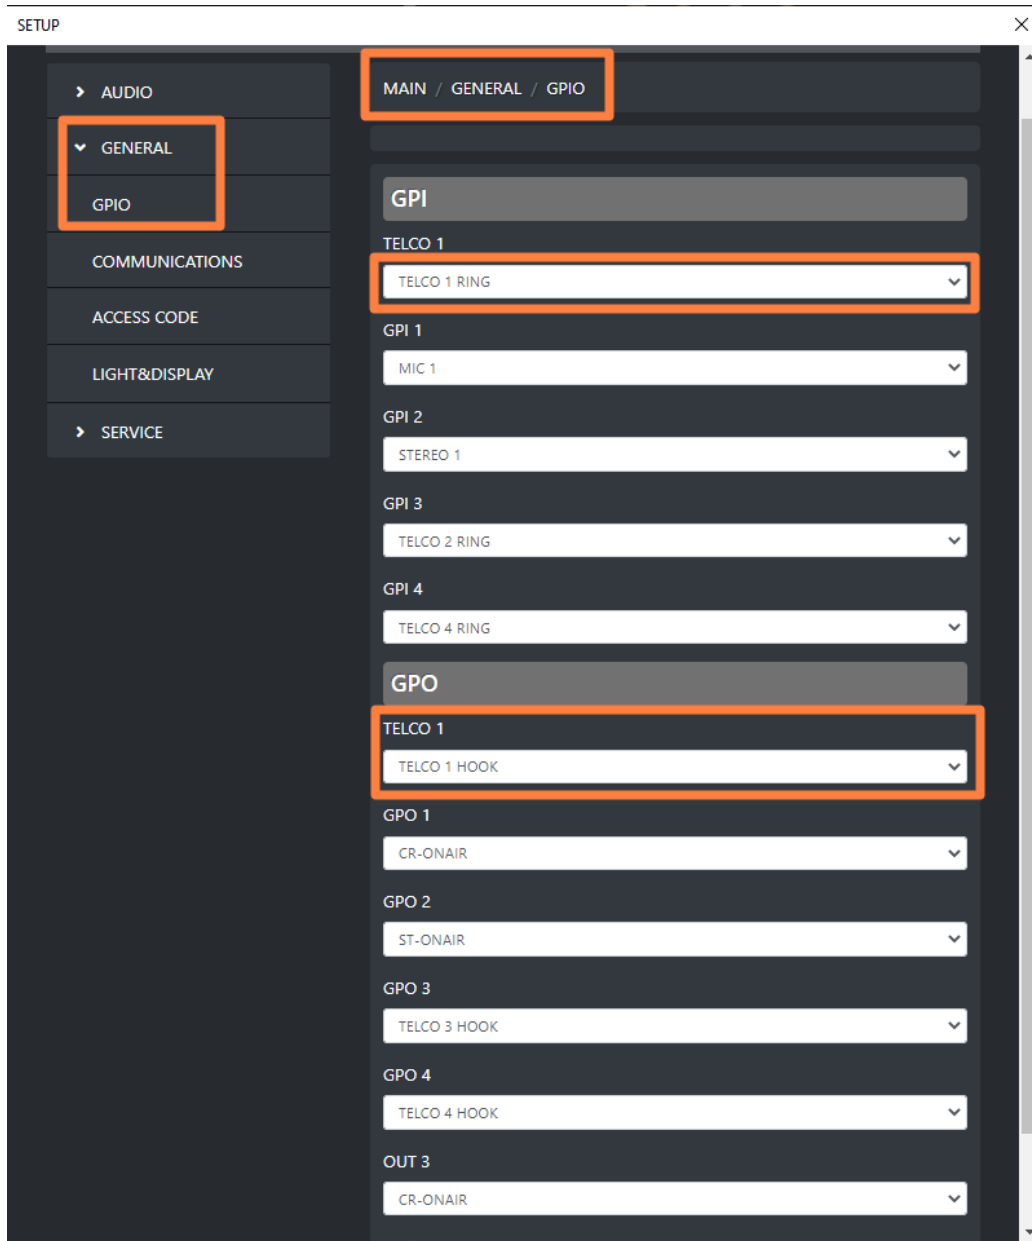 SETUP
AUDIO
GENERAL
GPIO
COMMUNICATIONS
ACCESS CODE
LIGHT&DISPLAY
SERVICE
MAIN / GENERAL / GPIO
GPI
TELCO 1
TELCO 1 RING
GPI 1
MIC 1
GPI 2
STEREO 1
GPI 3
TELCO 2 RING
GPI 4
TELCO 4 RING
GPO
TELCO 1
TELCO 1 HOOK
GPO 1
CR-ONAIR
GPO 2
ST-ONAIR
GPO 3
TELCO 3 HOOK
GPO 4
TELCO 4 HOOK
OUT 3
CR-ONAIR